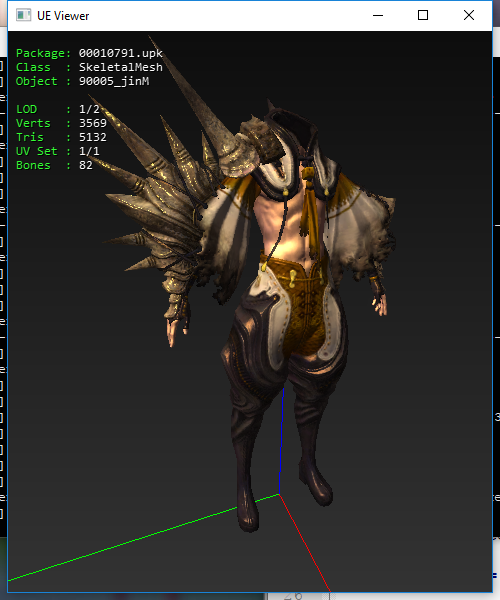 UE Viewer
Package: 00010791.upk
Class : SkeletalMesh
Object : 90005_jinM
LOD : 1/2
Verts : 3569
Tris : 5132
UV Set : 1/1
Bones : 82